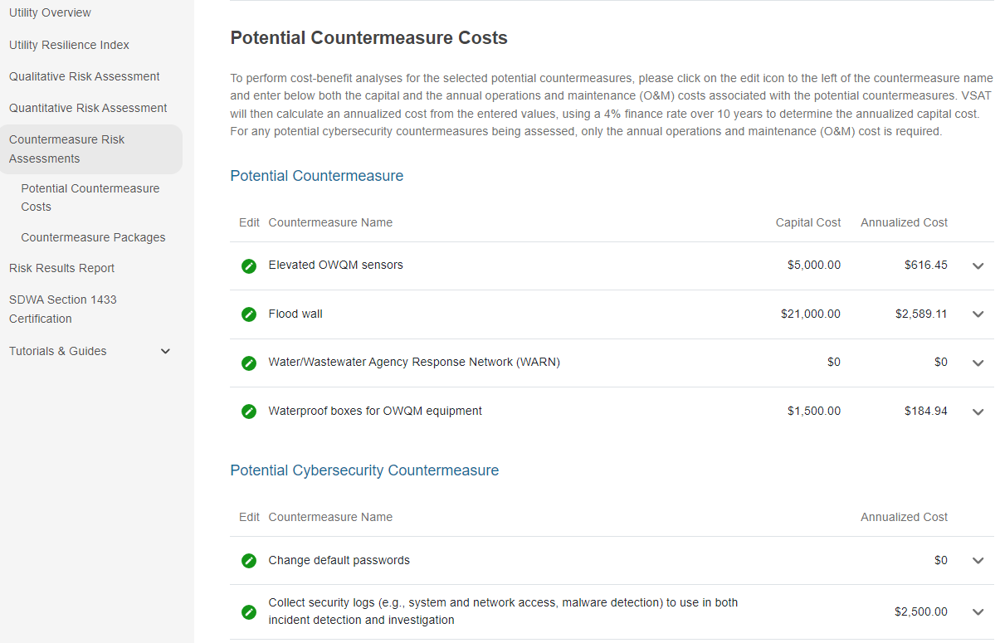 Utility Overview
Utility Resilience Index
Qualitative Risk Assessment
Quantitative Risk Assessment
Countermeasure Risk
Assessments
Potential Countermeasure
Costs
Countermeasure Packages
Risk Results Report
SDWA Section 1433
Certification
Tutorials & Guides
Potential Countermeasure Costs
To perform cost-benefit analyses for the selected potential countermeasures, please click on the edit icon to the left of the countermeasure name
and enter below both the capital and the annual operations and maintenance (O&M) costs associated with the potential countermeasures. VSAT
will then calculate an annualized cost from the entered values, using a 4% finance rate over 10 years to determine the annualized capital cost.
For any potential cybersecurity countermeasures being assessed, only the annual operations and maintenance (O&M) cost is required.
Potential Countermeasure
Edit Countermeasure Name Capital Cost Annualized Cost
Elevated OWQM sensors $5,000.00 $616.45
Flood wall $21,000.00 $2,589.11
Water/Wastewater Agency Response Network (WARN) $0 $0
Waterproof boxes for OWQM equipment $1,500.00 $184.94
Potential Cybersecurity Countermeasure
Edit Countermeasure Name Annualized Cost
Change default passwords $0
Collect security logs (e.g., system and network access, malware detection) to use in both
incident detection and investigation $2,500.00